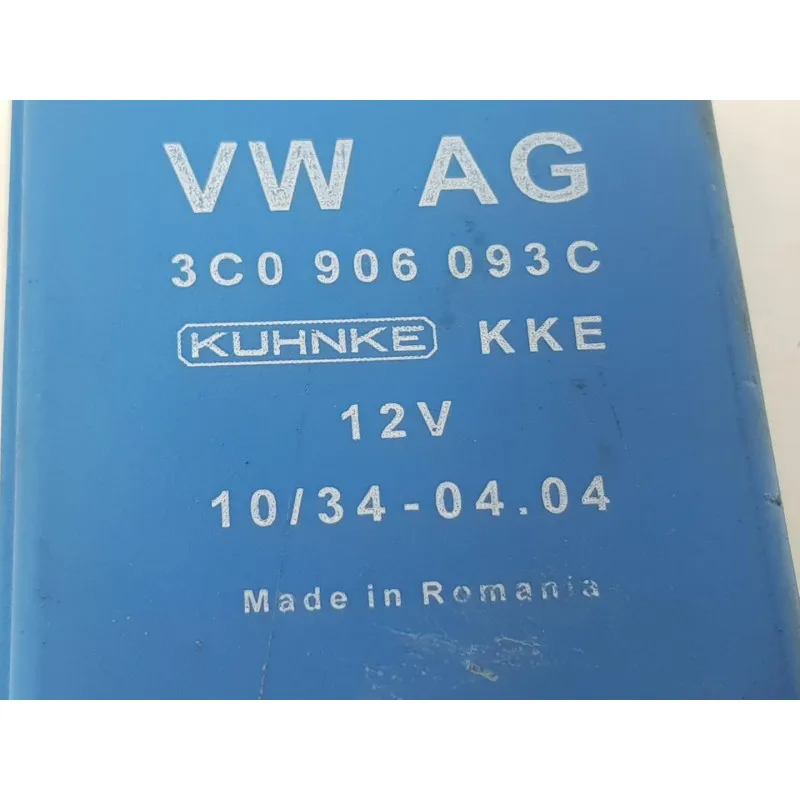 VW AG
3C0 906 093C
KUHNKE KKE
12V
10/34-04.04
Made in Romania